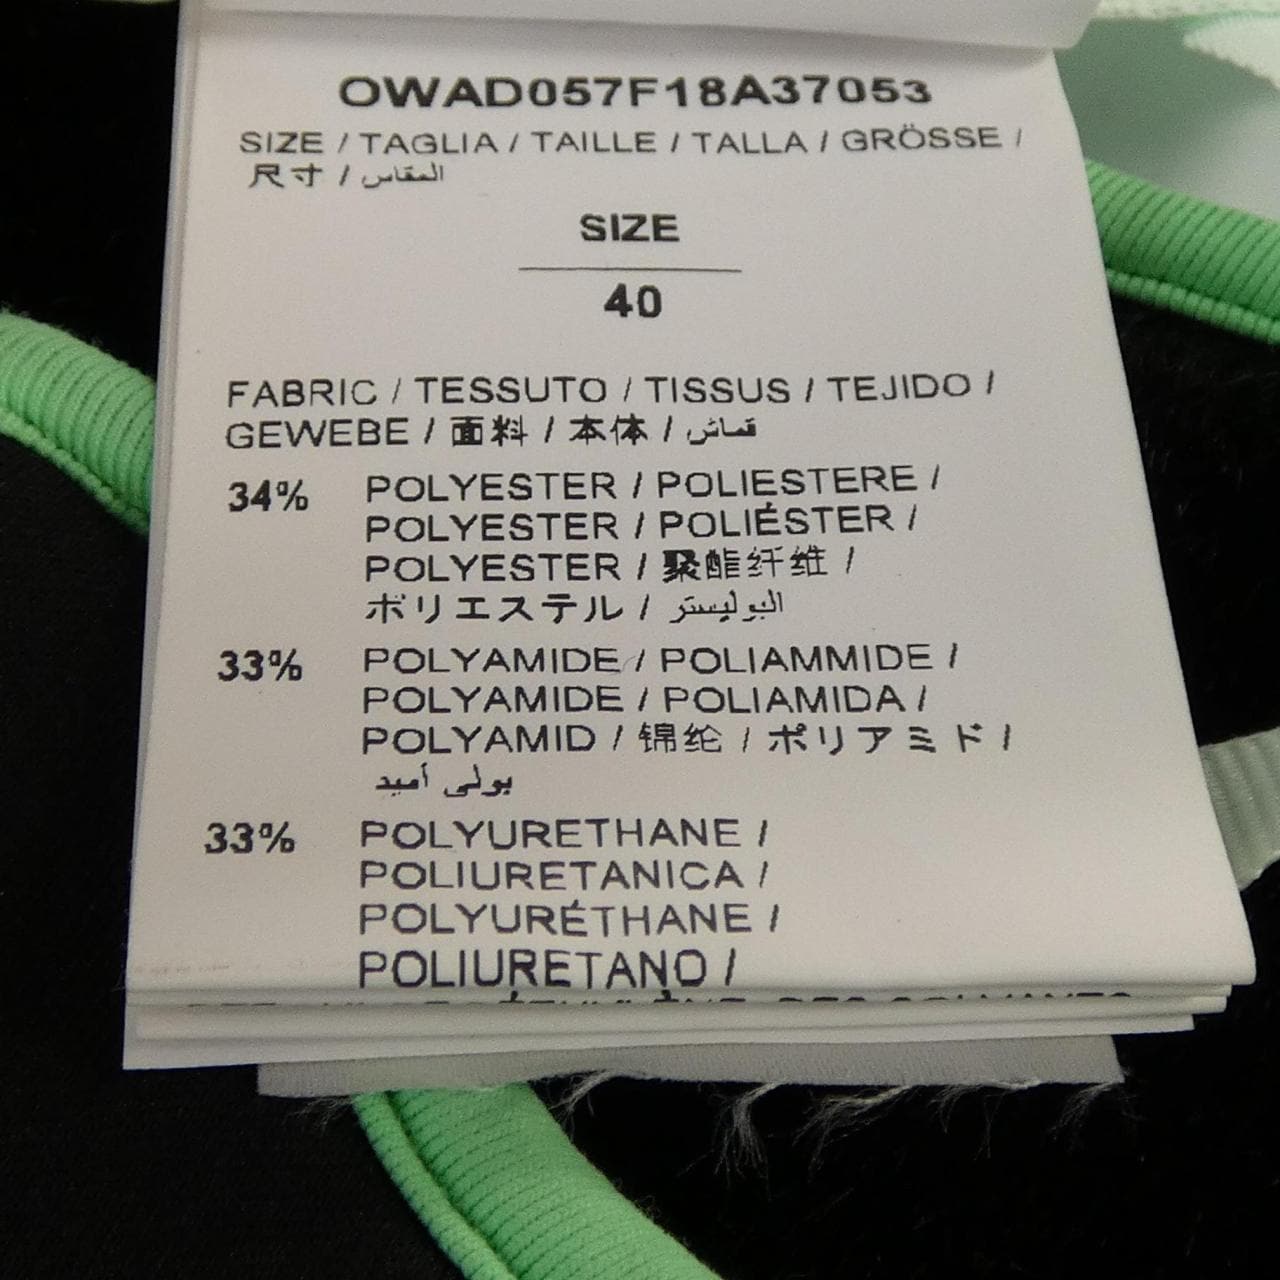 OWAD057F18A37053
SIZE / TAGLIA / TAILLE / TALLA / GRÖSSE /
尺寸 / المقاس
SIZE
40
FABRIC / TESSUTO / TISSUS / TEJIDO /
GEWEBE / 面料 / 本体 / قماش
34% POLYESTER / POLIESTERE /
POLYESTER / POLIÉSTER /
POLYESTER / 聚酯纤维 /
ポリエステル / البوليستر
33% POLYAMIDE / POLIAMMIDE /
POLYAMIDE / POLIAMIDA /
POLYAMID / 锦纶 / ポリアミド /
بولي أميد
33% POLYURETHANE /
POLIURETANICA /
POLYURÉTHANE /
POLIURETANO /